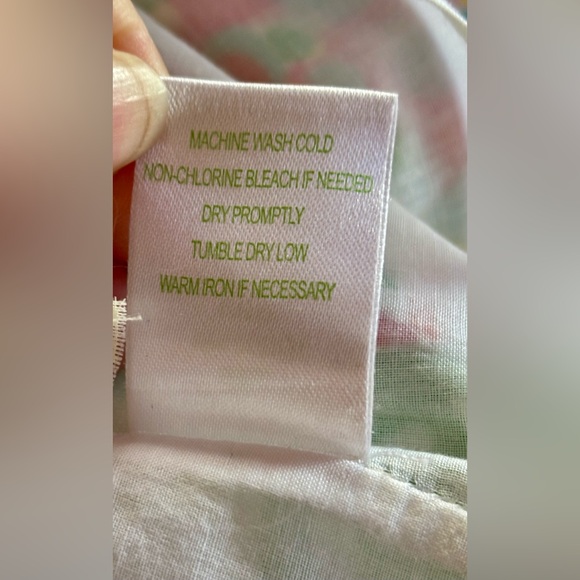 MACHINE WASH COLD
NON-CHLORINE BLEACH IF NEEDED
DRY PROMPTLY
TUMBLE DRY LOW
WARM IRON IF NECESSARY